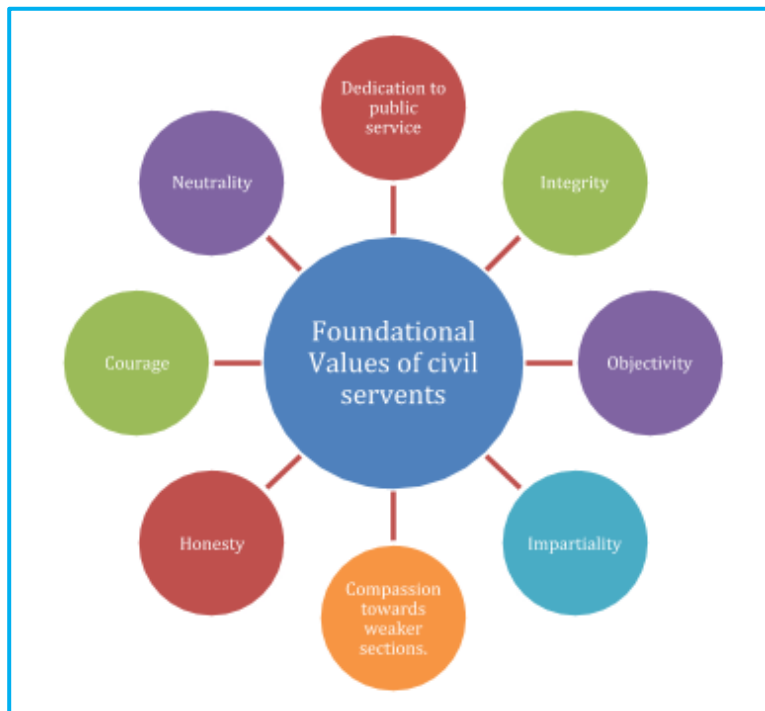 Dedication to
public
service
Neutrality
Integrity
Foundational
Values of civil
servents
Courage
Objectivity
Honesty
Impartiality
Compassion
towards
weaker
sections.